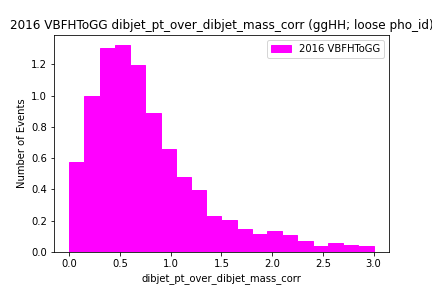 2016 VBFHToGG dibjet_pt_over_dibjet_mass_corr (ggHH; loose pho_id)
2016 VBFHToGG
Number of Events
1.2
1.0
0.8
0.6
0.4
0.2
0.0
0.0 0.5 1.0 1.5 2.0 2.5 3.0
dibjet_pt_over_dibjet_mass_corr